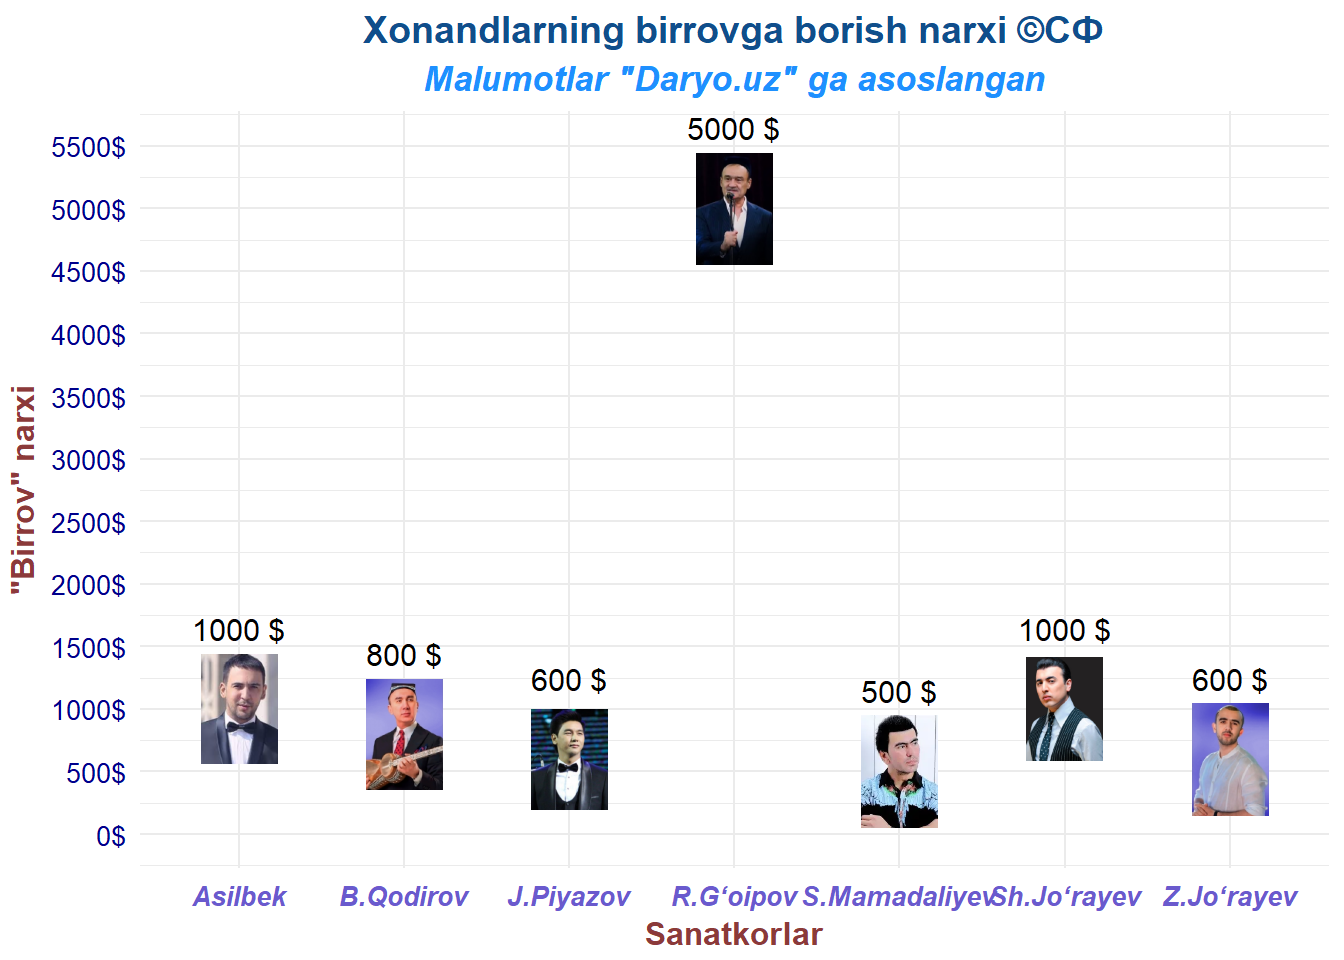 Xonandlarning birrovga borish narxi ©СФ
Malumotlar "Daryo.uz" ga asoslangan
5000 $
5500$
5000$
4500$
4000$
3500$
3000$
2500$
2000$
1500$
1000$
500$
0$
"Birrov" narxi
1000 $
800 $
600 $
500 $
1000 $
600 $
Asilbek
B.Qodirov
J.Piyazov
R.G‘oipov
S.Mamadaliyev
Sh.Jo‘rayev
Z.Jo‘rayev
Sanatkorlar